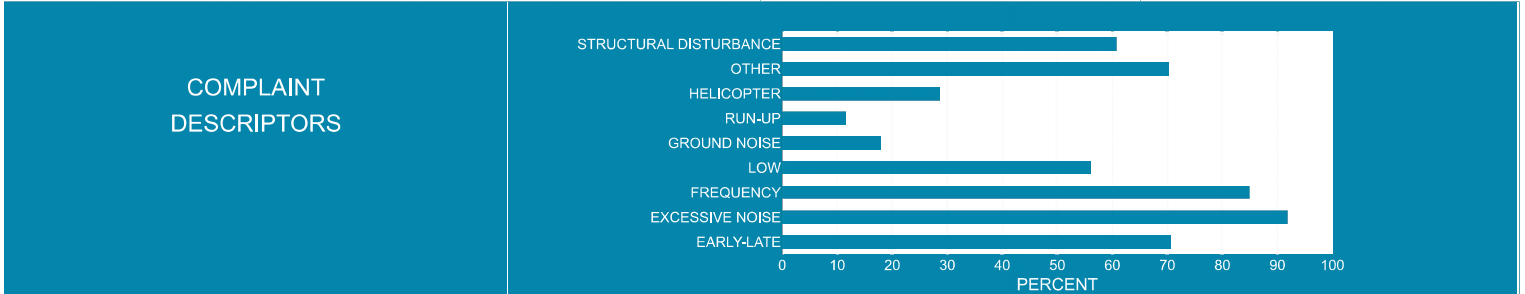 COMPLAINT
DESCRIPTORS
STRUCTURAL DISTURBANCE
OTHER
HELICOPTER
RUN-UP
GROUND NOISE
LOW
FREQUENCY
EXCESSIVE NOISE
EARLY-LATE
0 10 20 30 40 50 60 70 80 90 100
PERCENT